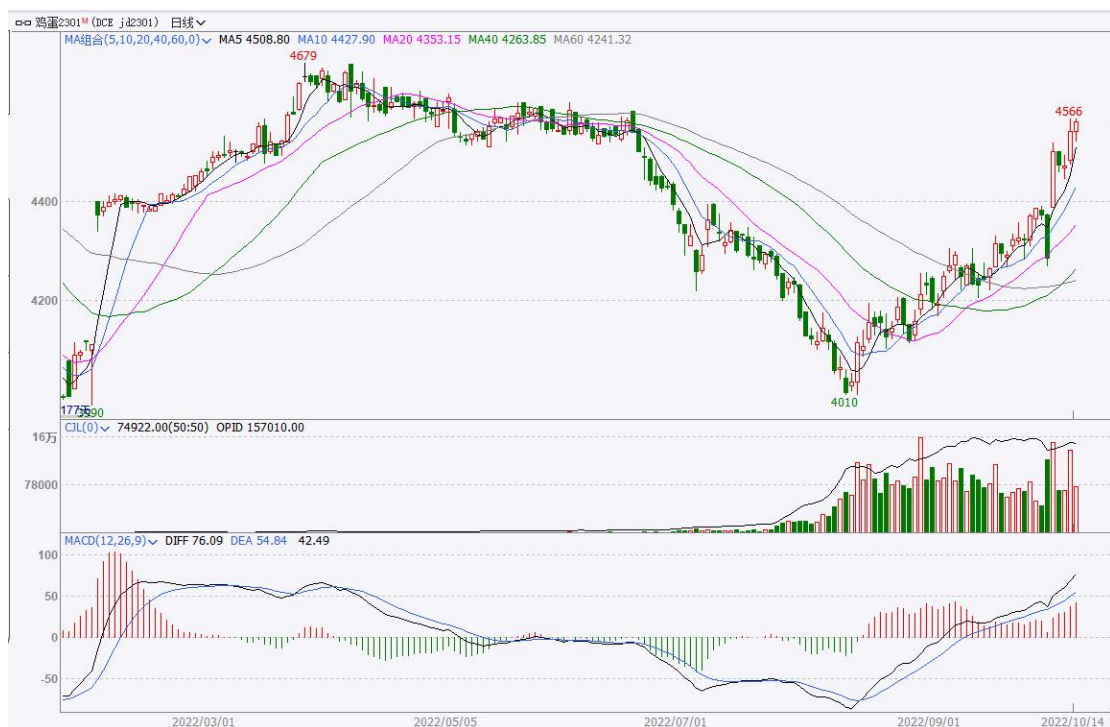 鸡蛋2301M (DCE jd2301) 日线
MA组合(5,10,20,40,60,0) MA5 4508.80 MA10 4427.90 MA20 4353.15 MA40 4263.85 MA60 4241.32
4679
4566
4400
4200
4010
177天
CJL(0) 74922.00(50:50) OPID 157010.00
16万
78000
MACD(12,26,9) DIFF 76.09 DEA 54.84 42.49
100
50
0
-50
2022/03/01 2022/05/05 2022/07/01 2022/09/01 2022/10/14